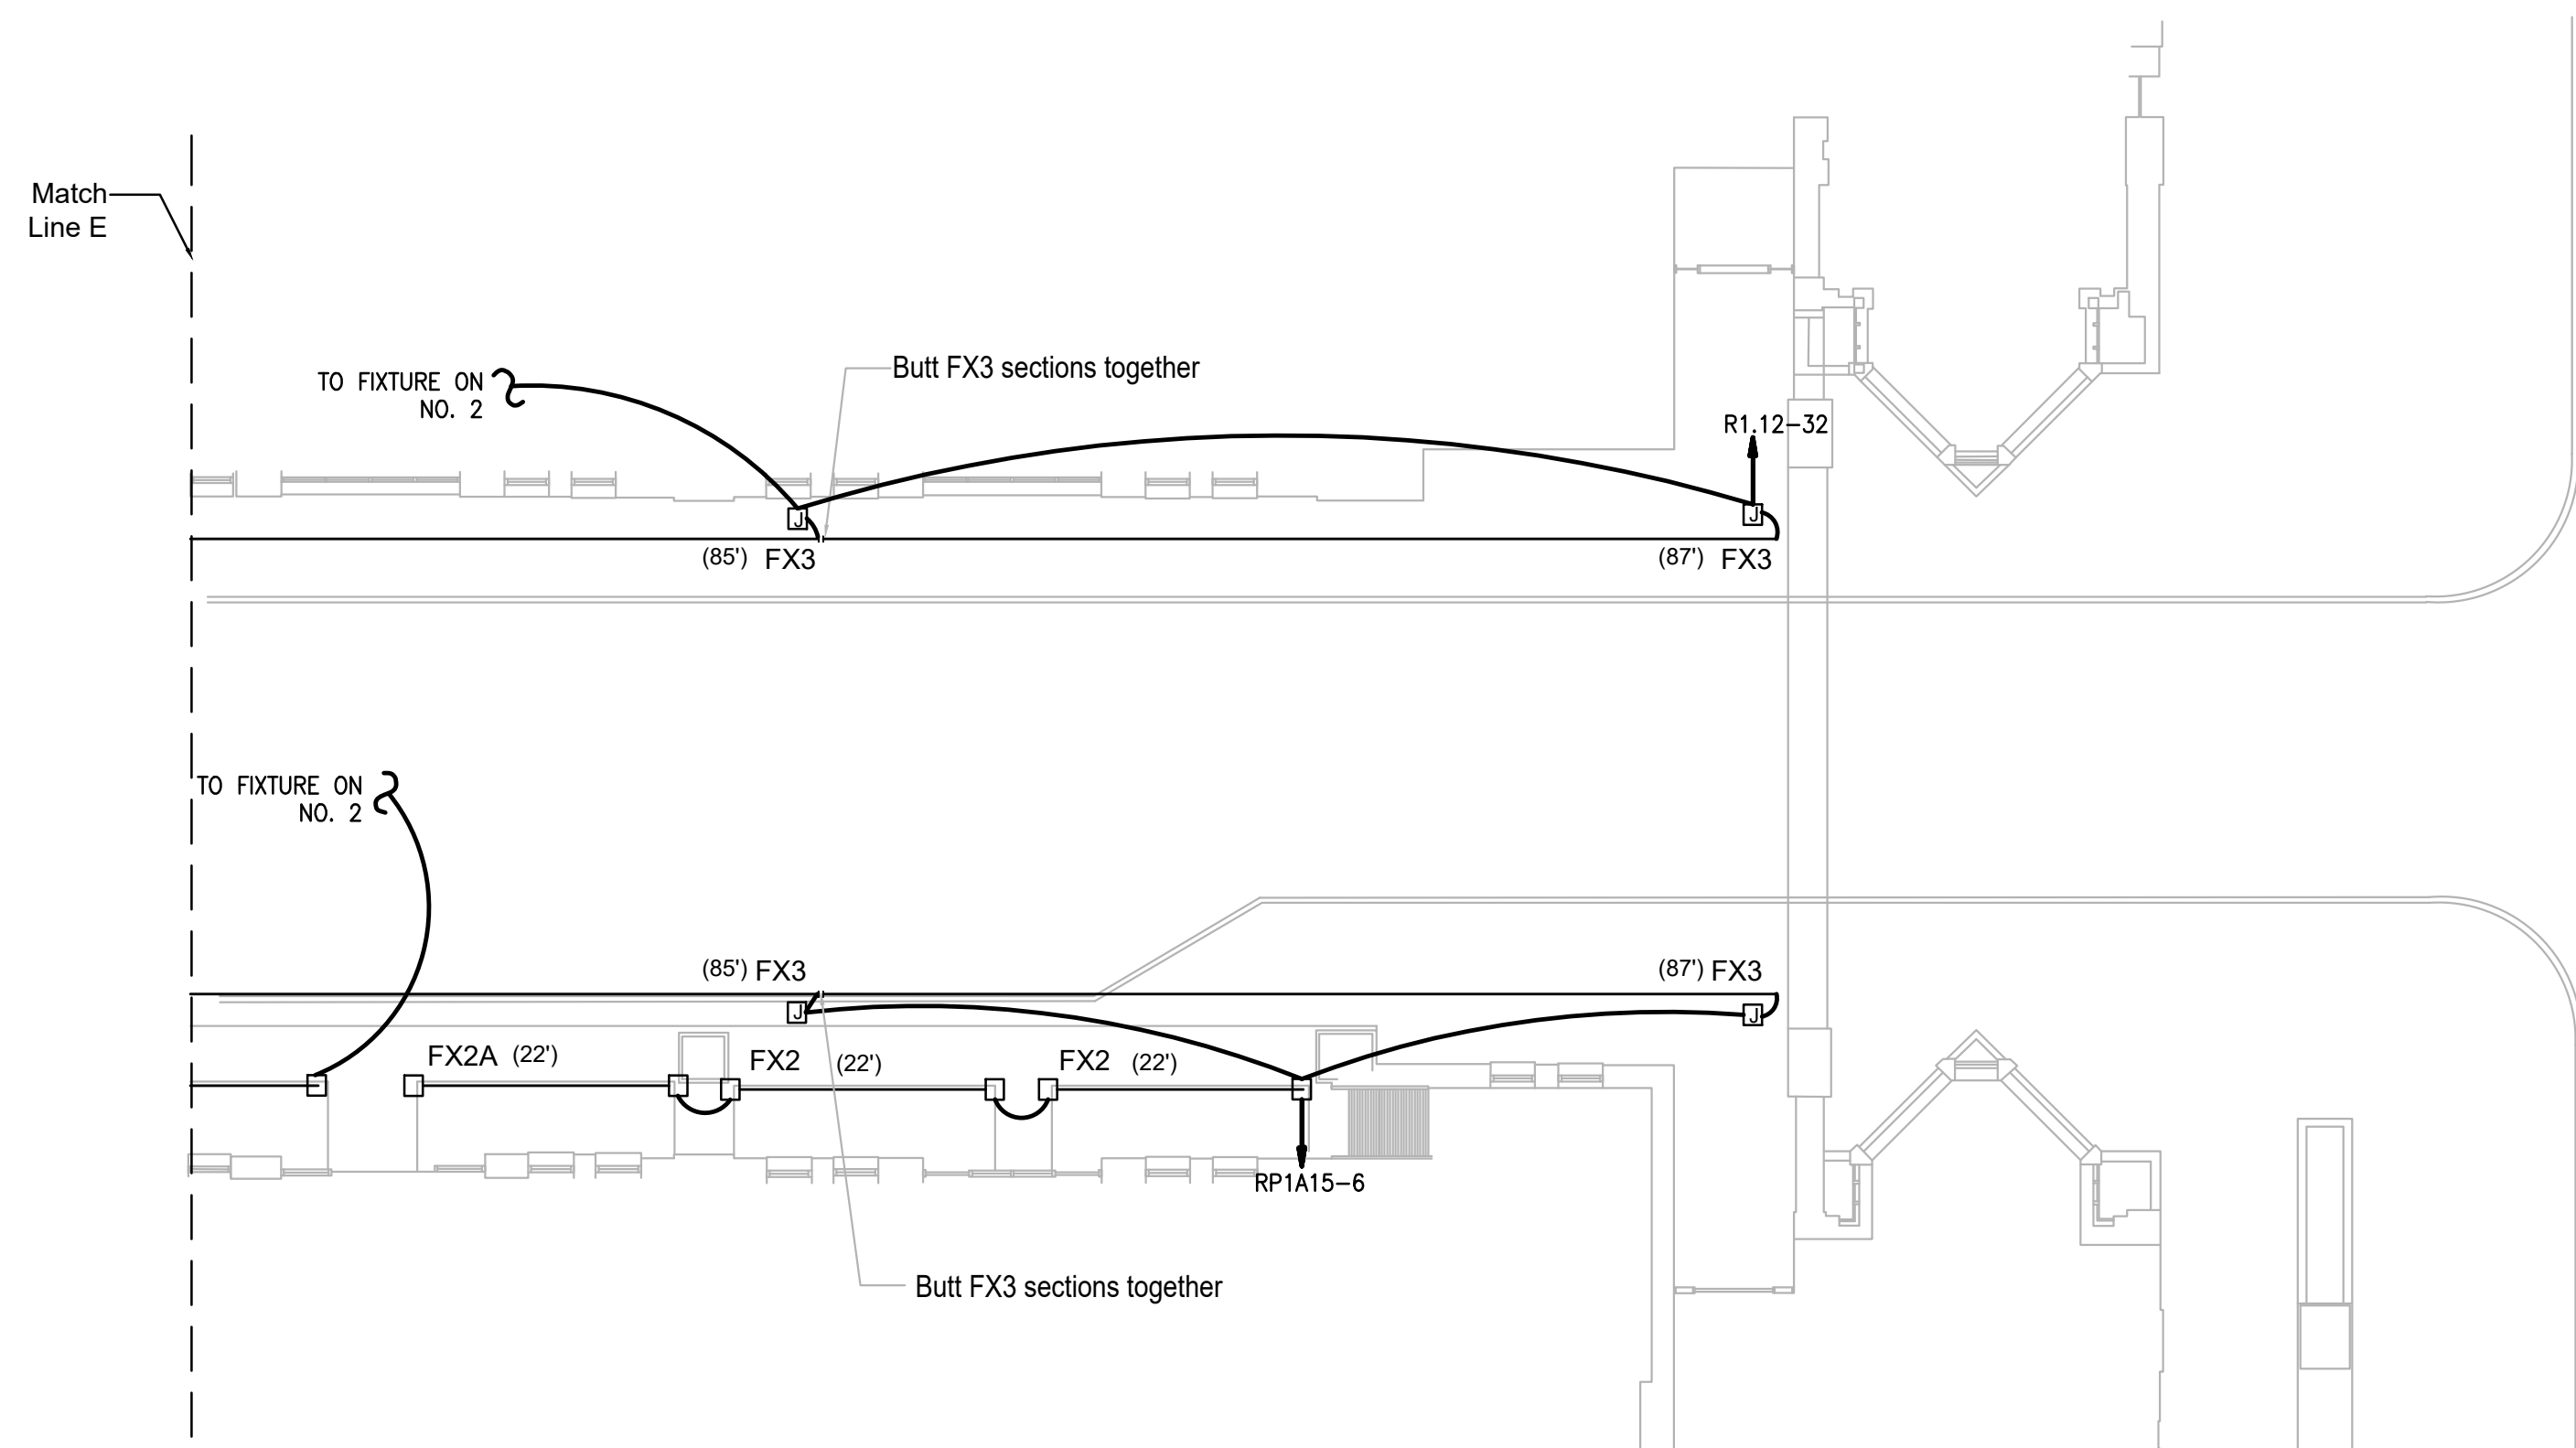 Match
Line E
TO FIXTURE ON
NO. 2
Butt FX3 sections together
R1.12-32
J
J
(85') FX3
(87') FX3
TO FIXTURE ON
NO. 2
(85') FX3
(87') FX3
J
J
FX2A (22')
FX2 (22')
FX2 (22')
RP1A15-6
Butt FX3 sections together